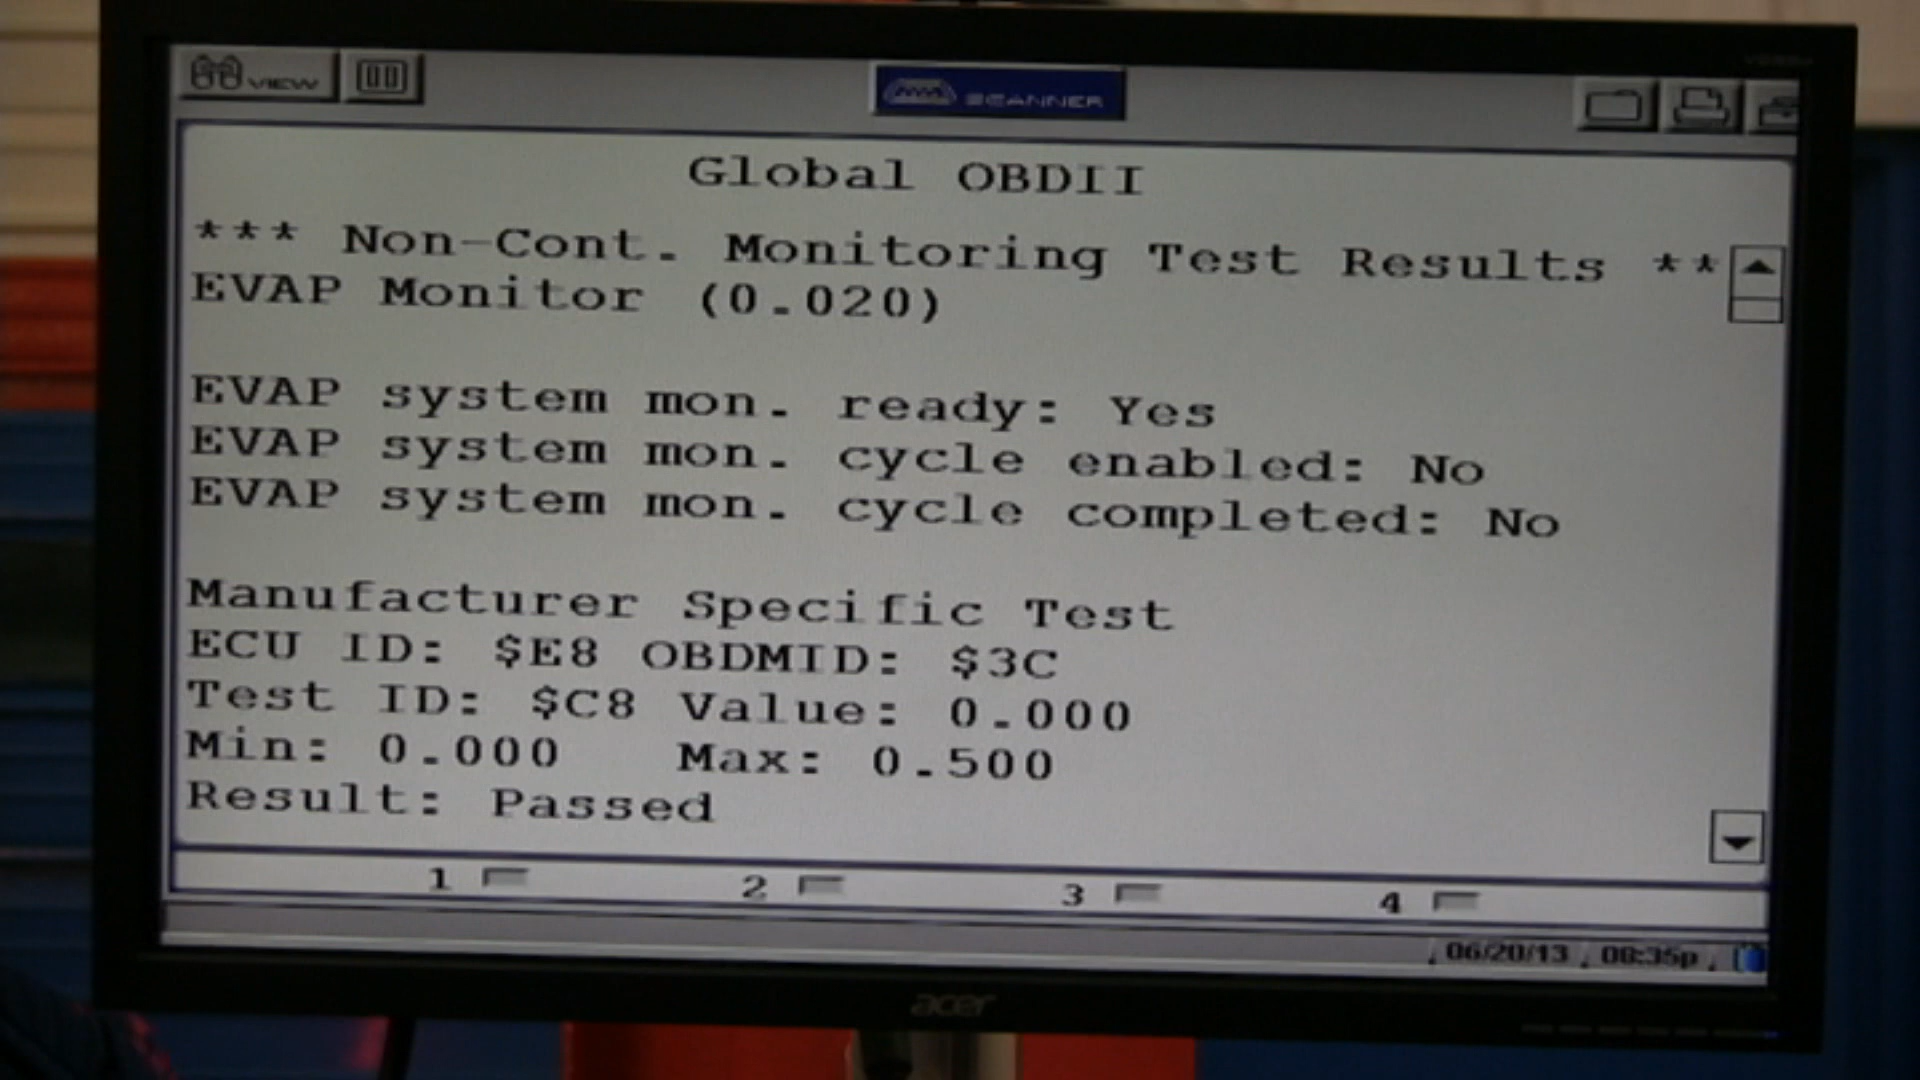 VIEW
SCANNER
Global OBDII
*** Non-Cont. Monitoring Test Results **
EVAP Monitor (0.020)
EVAP system mon. ready: Yes
EVAP system mon. cycle enabled: No
EVAP system mon. cycle completed: No
Manufacturer Specific Test
ECU ID: $E8 OBDMID: $3C
Test ID: $C8 Value: 0.000
Min: 0.000 Max: 0.500
Result: Passed
1 2 3 4
06/20/13 08:35p
acer